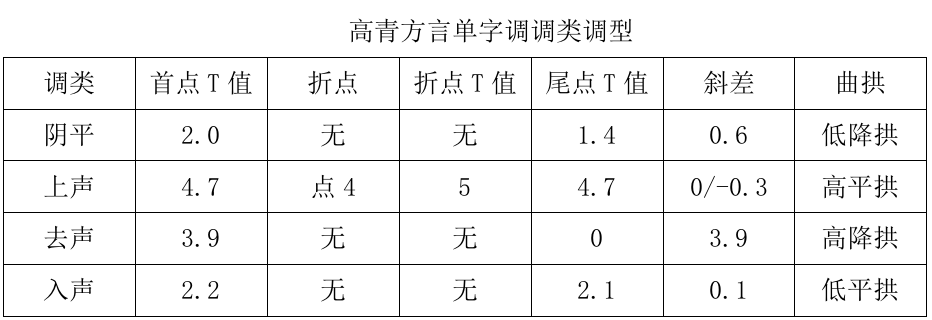 高青方言单字调调类调型
调类 首点 T 值 折点 折点 T 值 尾点 T 值 斜差 曲拱
阴平 2.0 无 无 1.4 0.6 低降拱
上声 4.7 点 4 5 4.7 0/-0.3 高平拱
去声 3.9 无 无 0 3.9 高降拱
入声 2.2 无 无 2.1 0.1 低平拱